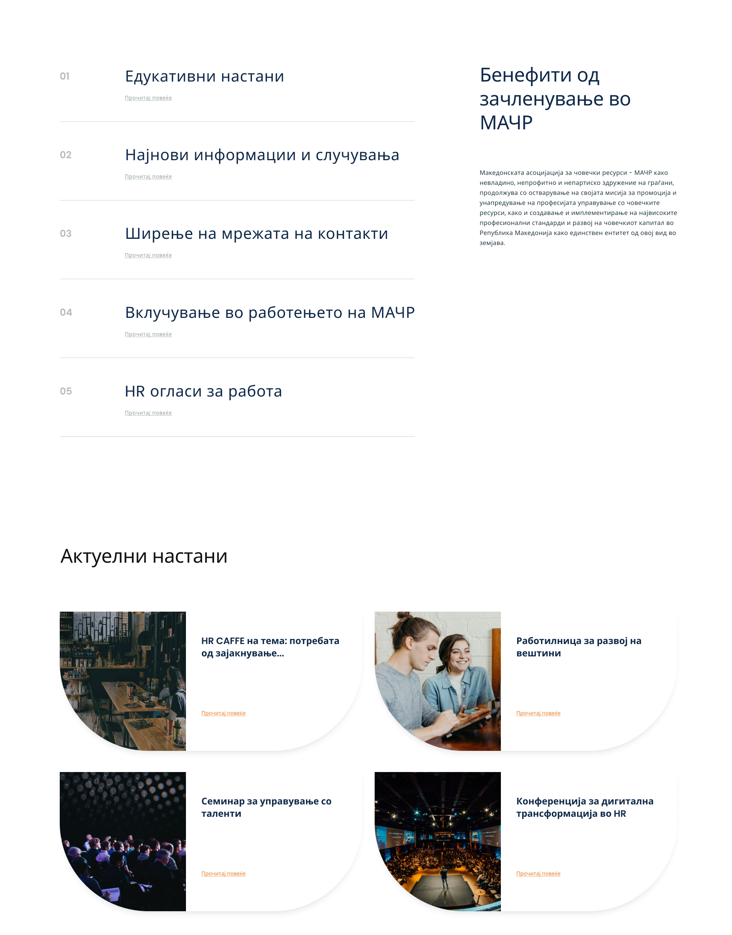 01
Едукативни настани
Прочитај повеќе
02
Најнови информации и случувања
Прочитај повеќе
03
Ширење на мрежата на контакти
Прочитај повеќе
04
Вклучување во работењето на МАЧР
Прочитај повеќе
05
HR огласи за работа
Прочитај повеќе
Бенефити од
зачленување во
МАЧР
Македонската асоцијација за човечки ресурси – МАЧР како
невладино, непрофитно и непартиско здружение на граѓани,
продолжува со остварување на својата мисија за промоција и
унапредување на професијата управување со човечките
ресурси, како и создавање и имплементирање на највисоките
професионални стандарди и развој на човечкиот капитал во
Република Македонија како единствен ентитет од овој вид во
земјава.
Актуелни настани
HR CAFFE на тема: потребата
од зајакнување...
Прочитај повеќе
Работилница за развој на
вештини
Прочитај повеќе
Семинар за управување со
таленти
Прочитај повеќе
Конференција за дигитална
трансформација во HR
Прочитај повеќе